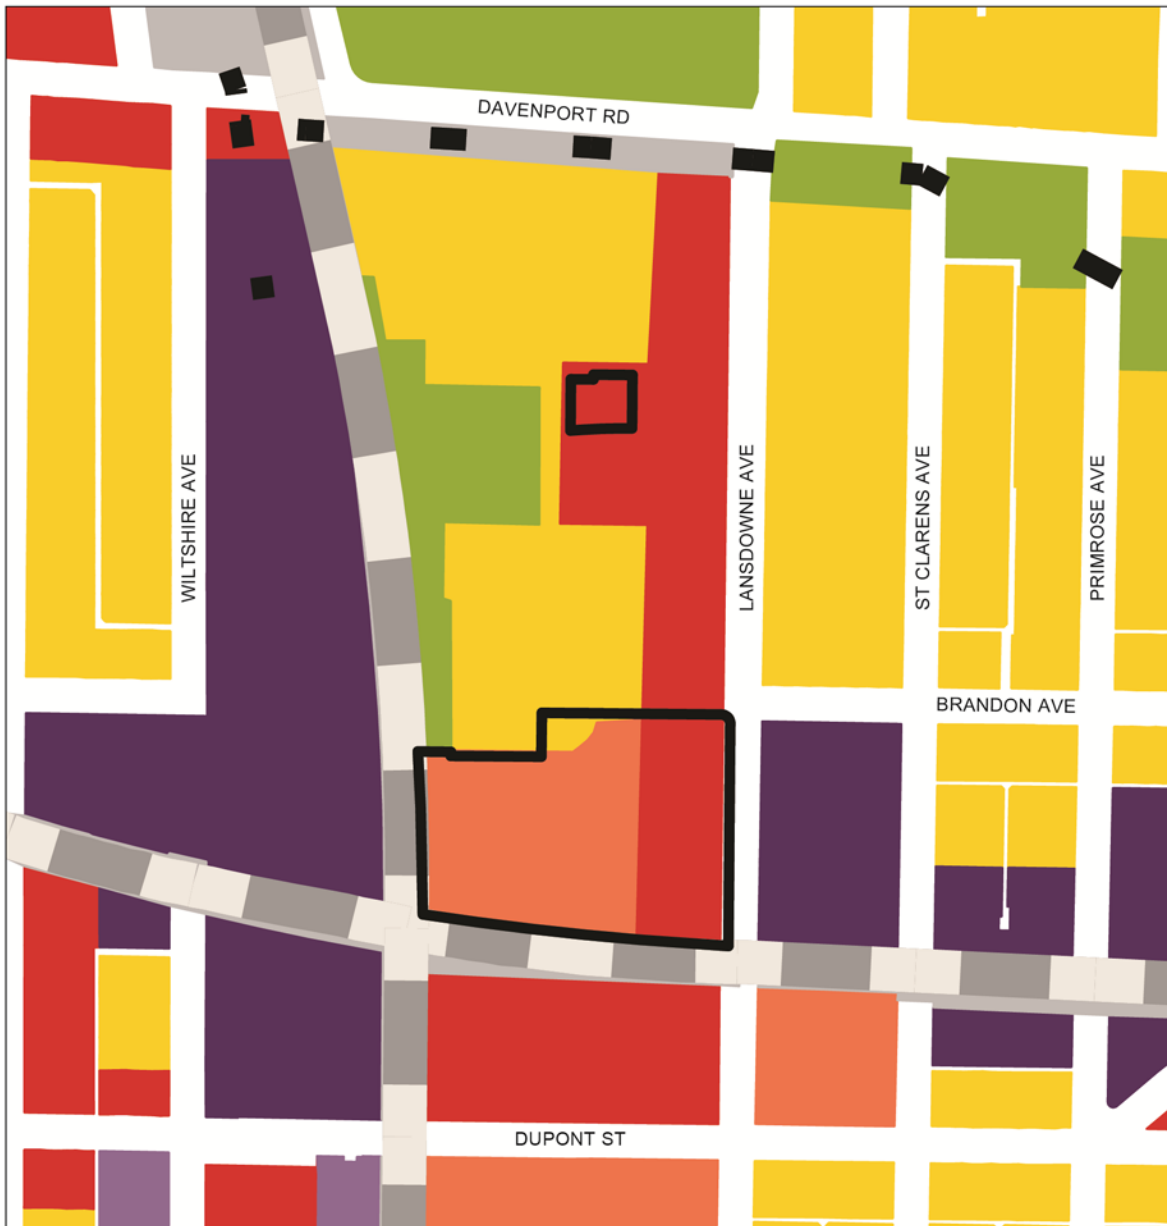 DAVENPORT RD
WILTSHIRE AVE
LANSDOWNE AVE
ST CLARENS AVE
PRIMROSE AVE
BRANDON AVE
DUPONT ST